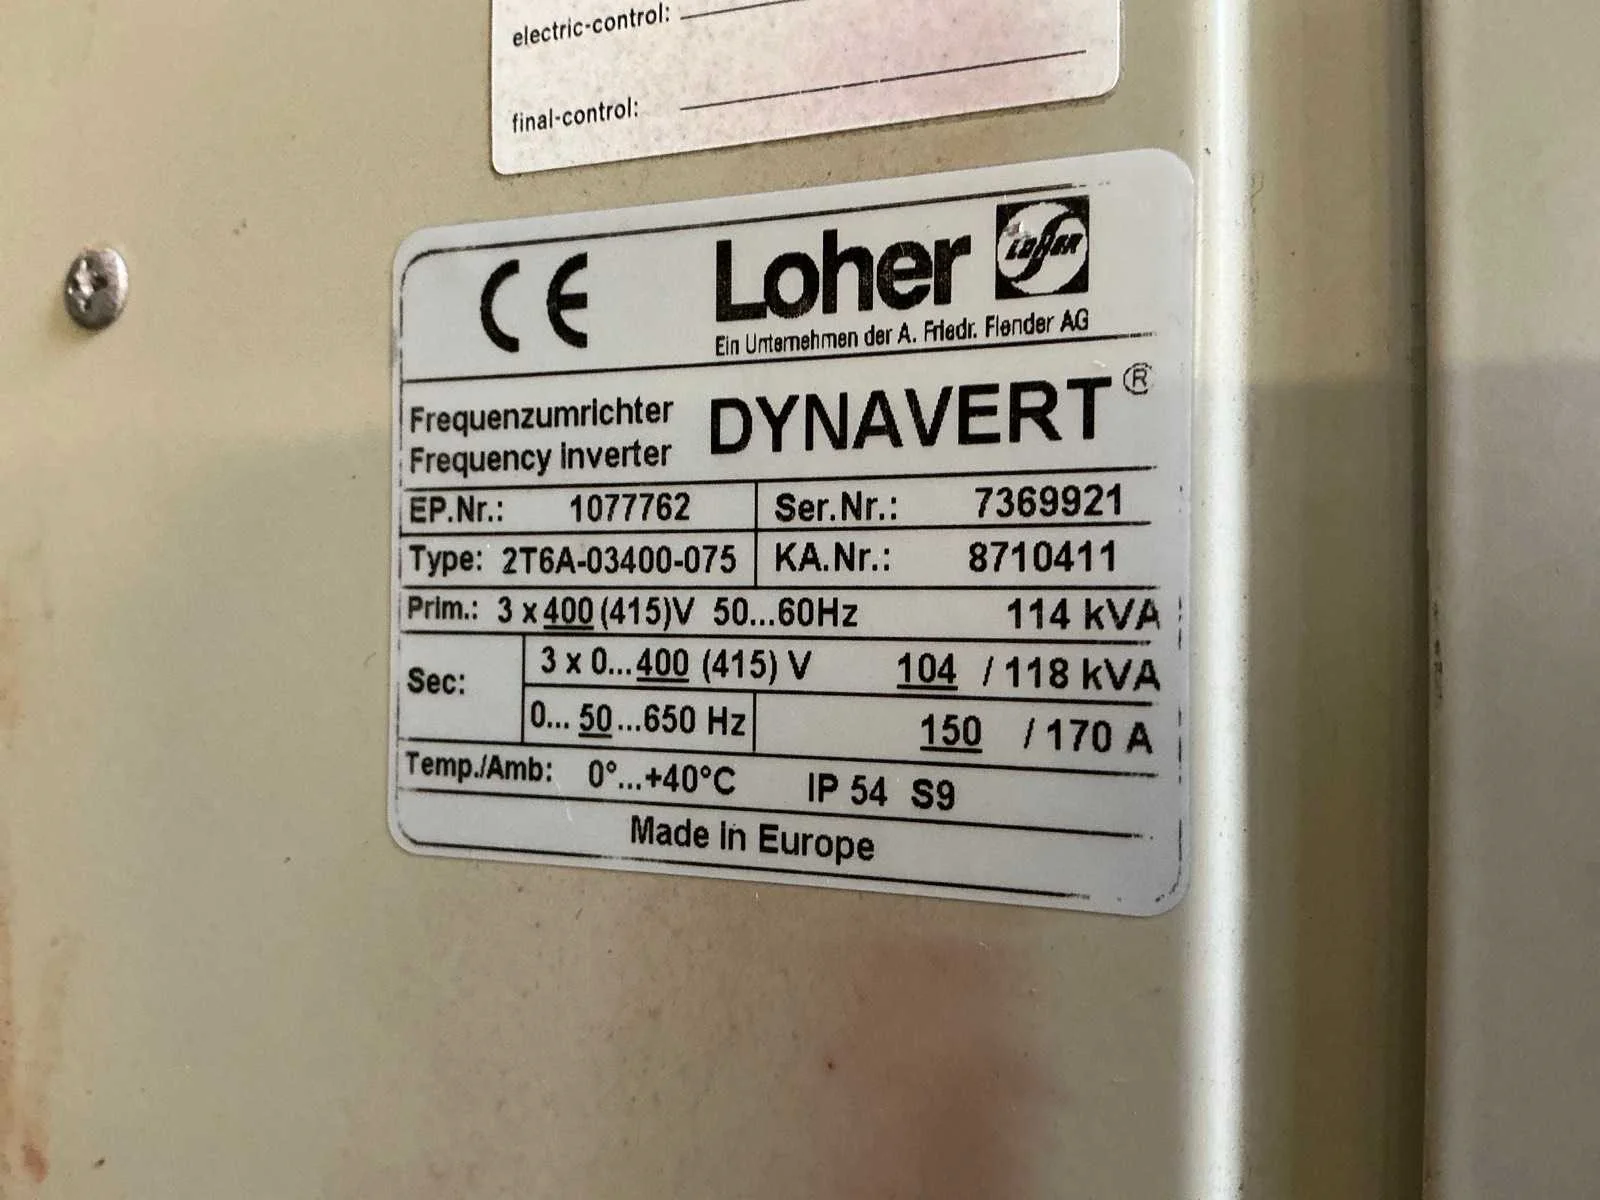 electric-control:
final-control:
CE Loher LOHER
Ein Unternehmen der A. Friedr. Flender AG
Frequenzumrichter
Frequency Inverter
DYNAVERT®
EP.Nr.: 1077762 Ser.Nr.: 7369921
Type: 2T6A-03400-075 KA.Nr.: 8710411
Prim.: 3 x 400 (415)V 50...60Hz 114 kVA
Sec: 3 x 0...400 (415) V 104 / 118 kVA
0... 50 ...650 Hz 150 / 170 A
Temp./Amb: 0°...+40°C IP 54 S9
Made in Europe